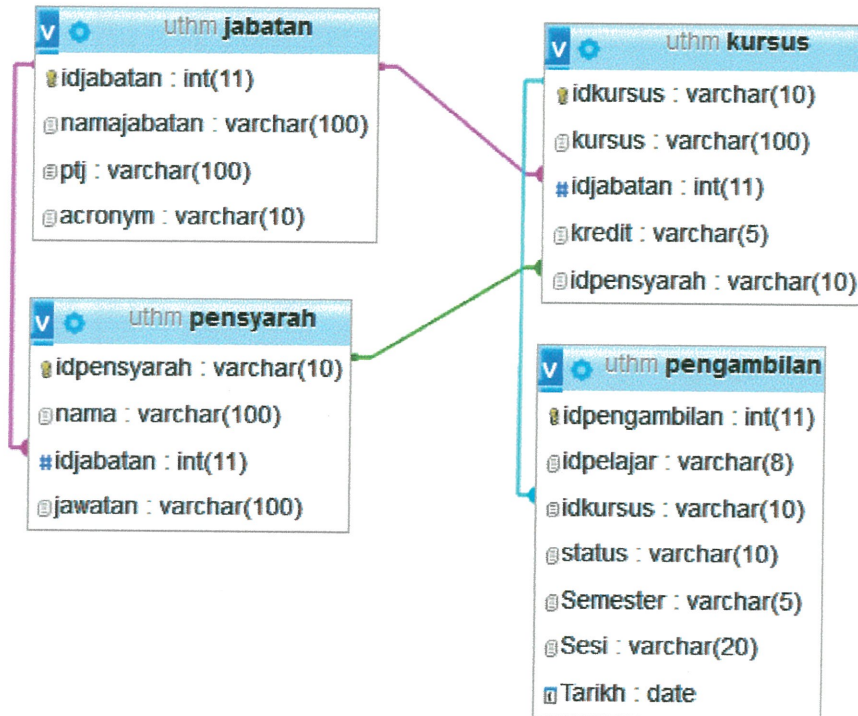 uthm jabatan
idjabatan : int(11)
namajabatan : varchar(100)
ptj : varchar(100)
acronym : varchar(10)
uthm kursus
idkursus : varchar(10)
kursus : varchar(100)
#idjabatan : int(11)
kredit : varchar(5)
idpensyarah : varchar(10)
uthm pensyarah
idpensyarah : varchar(10)
nama : varchar(100)
#idjabatan : int(11)
jawatan : varchar(100)
uthm pengambilan
idpengambilan : int(11)
idpelajar : varchar(8)
idkursus : varchar(10)
status : varchar(10)
Semester : varchar(5)
Sesi : varchar(20)
Tarikh : date